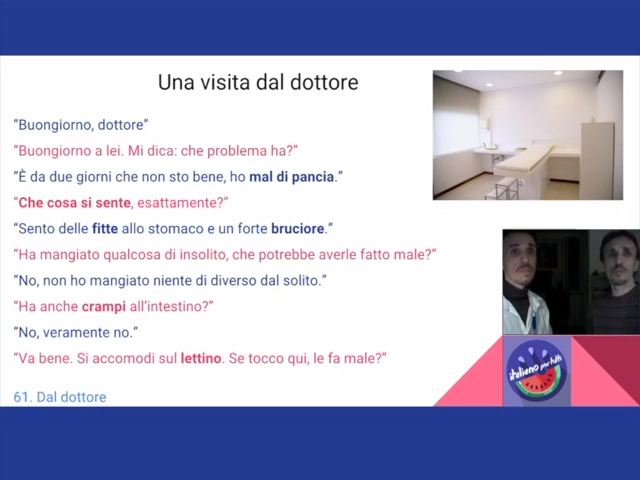 Una visita dal dottore
“Buongiorno, dottore”
“Buongiorno a lei. Mi dica: che problema ha?”
“È da due giorni che non sto bene, ho mal di pancia.”
“Che cosa si sente, esattamente?”
“Sento delle fitte allo stomaco e un forte bruciore.”
“Ha mangiato qualcosa di insolito, che potrebbe averle fatto male?”
“No, non ho mangiato niente di diverso dal solito.”
“Ha anche crampi all’intestino?”
“No, veramente no.”
“Va bene. Si accomodi sul lettino. Se tocco qui, le fa male?”
italiano per tutti
61. Dal dottore